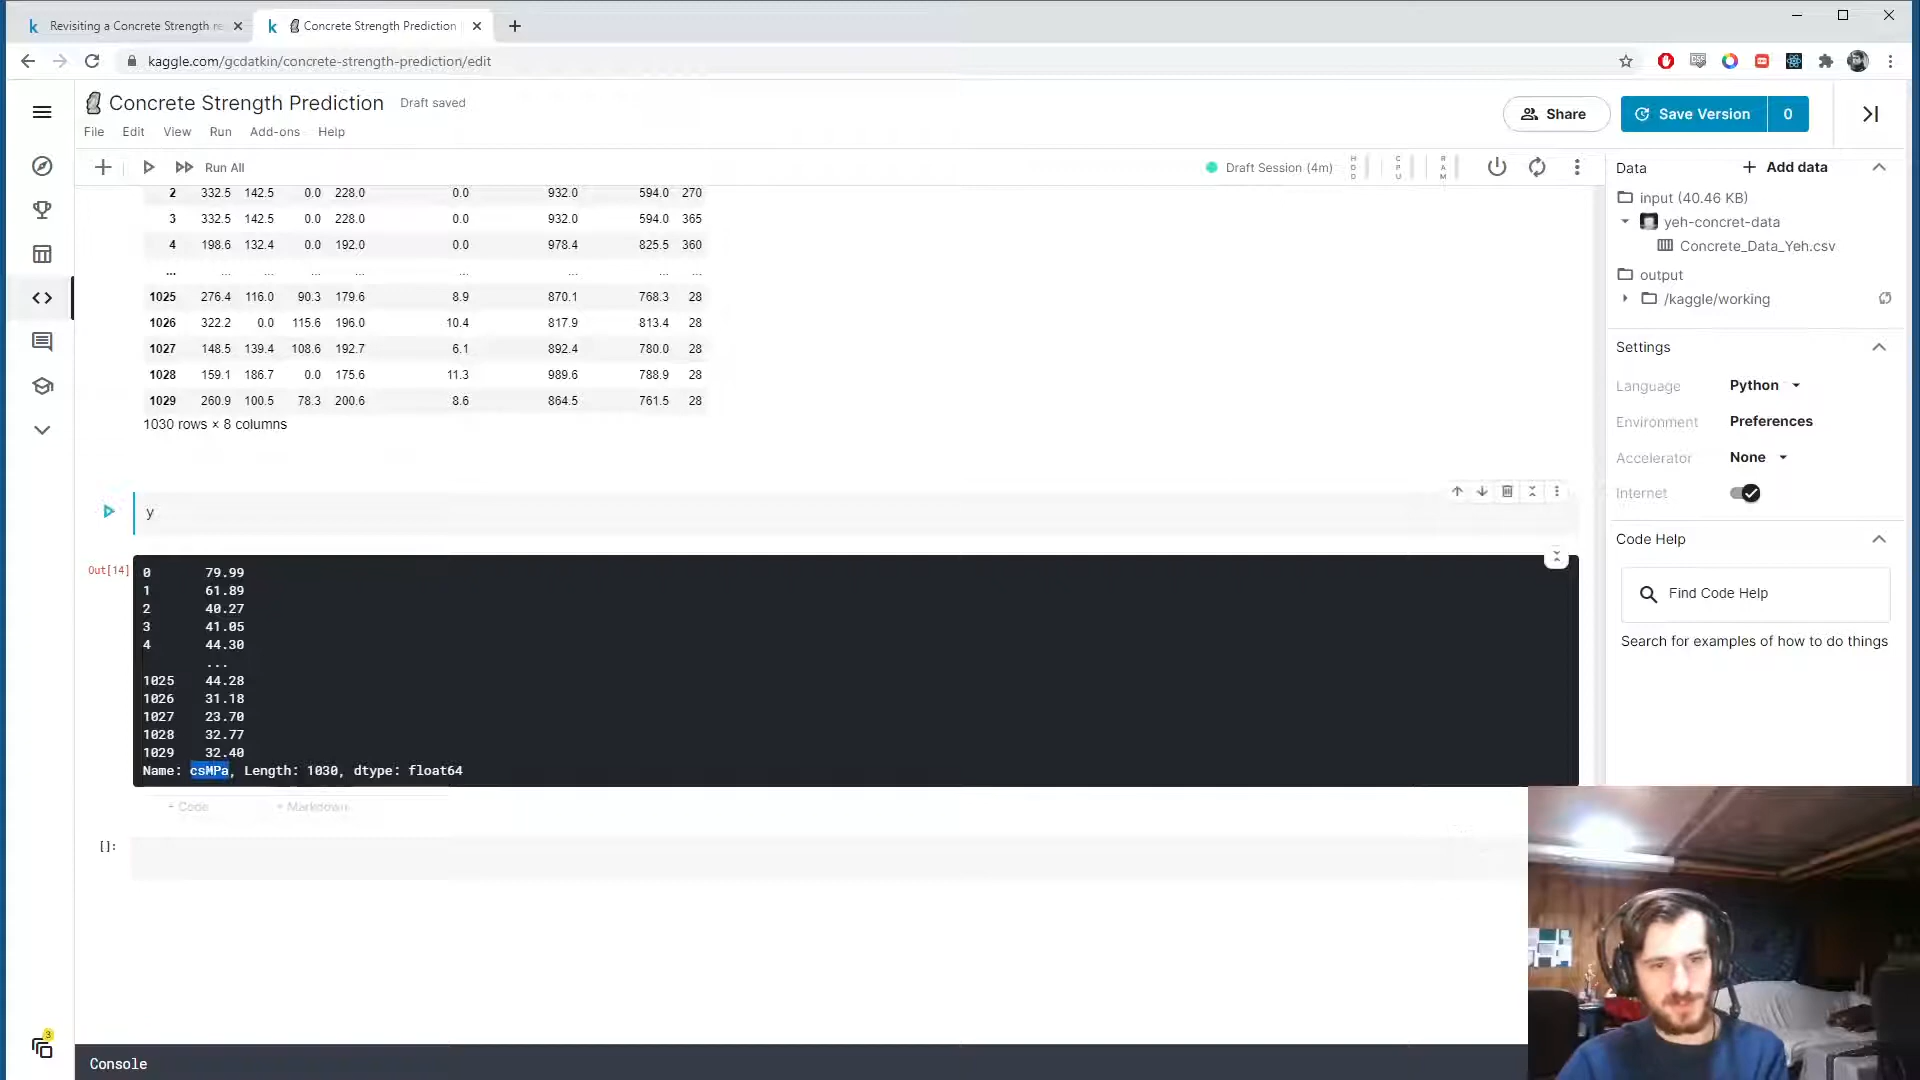 Revisiting a Concrete Strength re
Concrete Strength Prediction
kaggle.com/gcdatkin/concrete-strength-prediction/edit
Concrete Strength Prediction
Draft saved
File Edit View Run Add-ons Help
Share
Save Version 0
Run All
Draft Session (4m)
HDD
CPU
RAM
2 332.5 142.5 0.0 228.0 0.0 932.0 594.0 270
3 332.5 142.5 0.0 228.0 0.0 932.0 594.0 365
4 198.6 132.4 0.0 192.0 0.0 978.4 825.5 360
... ... ... ... ... ... ... ... ...
1025 276.4 116.0 90.3 179.6 8.9 870.1 768.3 28
1026 322.2 0.0 115.6 196.0 10.4 817.9 813.4 28
1027 148.5 139.4 108.6 192.7 6.1 892.4 780.0 28
1028 159.1 186.7 0.0 175.6 11.3 989.6 788.9 28
1029 260.9 100.5 78.3 200.6 8.6 864.5 761.5 28
1030 rows × 8 columns
y
Out[14]
0 79.99
1 61.89
2 40.27
3 41.05
4 44.30
...
1025 44.28
1026 31.18
1027 23.70
1028 32.77
1029 32.40
Name: csMPa, Length: 1030, dtype: float64
+ Code + Markdown
[]:
Console
3
Data
+ Add data
input (40.46 KB)
yeh-concret-data
Concrete_Data_Yeh.csv
output
/kaggle/working
Settings
Language Python
Environment Preferences
Accelerator None
Internet
Code Help
Find Code Help
Search for examples of how to do things